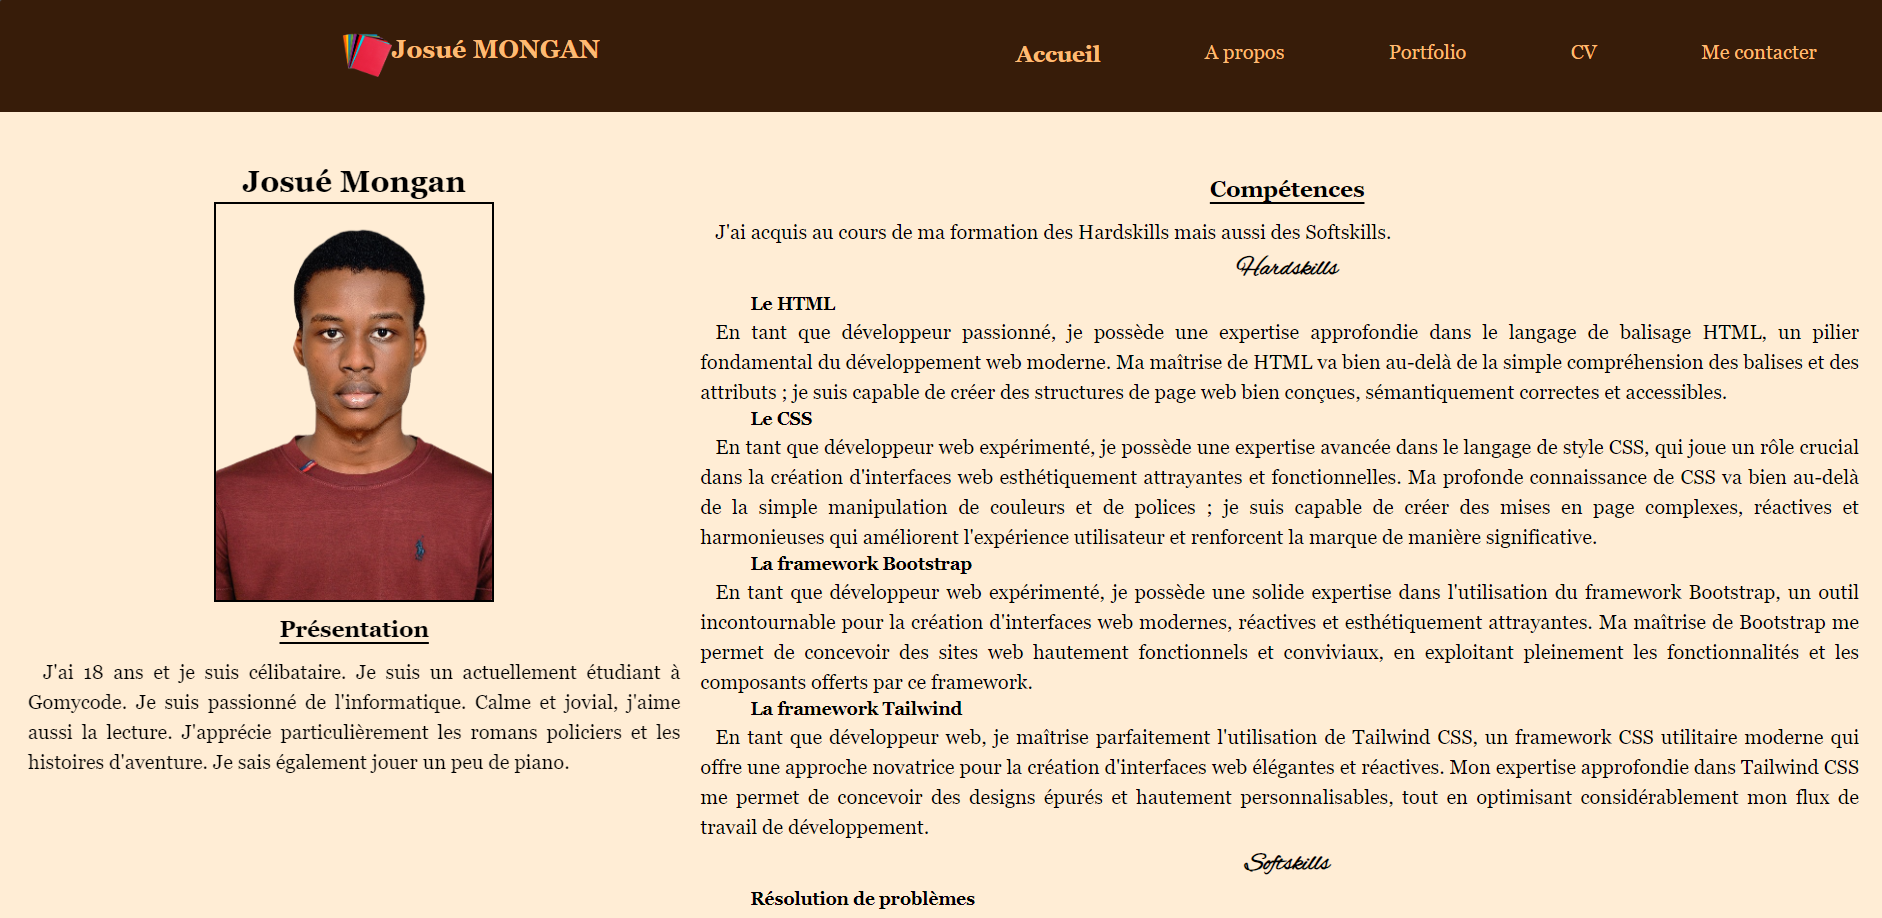 Josué MONGAN
Accueil
A propos
Portfolio
CV
Me contacter
Josué Mongan
Présentation
J'ai 18 ans et je suis célibataire. Je suis un actuellement étudiant à
Gomycode. Je suis passionné de l'informatique. Calme et jovial, j'aime
aussi la lecture. J'apprécie particulièrement les romans policiers et les
histoires d'aventure. Je sais également jouer un peu de piano.
Compétences
J'ai acquis au cours de ma formation des Hardskills mais aussi des Softskills.
Hardskills
Le HTML
En tant que développeur passionné, je possède une expertise approfondie dans le langage de balisage HTML, un pilier
fondamental du développement web moderne. Ma maîtrise de HTML va bien au-delà de la simple compréhension des balises et des
attributs ; je suis capable de créer des structures de page web bien conçues, sémantiquement correctes et accessibles.
Le CSS
En tant que développeur web expérimenté, je possède une expertise avancée dans le langage de style CSS, qui joue un rôle crucial
dans la création d'interfaces web esthétiquement attrayantes et fonctionnelles. Ma profonde connaissance de CSS va bien au-delà
de la simple manipulation de couleurs et de polices ; je suis capable de créer des mises en page complexes, réactives et
harmonieuses qui améliorent l'expérience utilisateur et renforcent la marque de manière significative.
La framework Bootstrap
En tant que développeur web expérimenté, je possède une solide expertise dans l'utilisation du framework Bootstrap, un outil
incontournable pour la création d'interfaces web modernes, réactives et esthétiquement attrayantes. Ma maîtrise de Bootstrap me
permet de concevoir des sites web hautement fonctionnels et conviviaux, en exploitant pleinement les fonctionnalités et les
composants offerts par ce framework.
La framework Tailwind
En tant que développeur web, je maîtrise parfaitement l'utilisation de Tailwind CSS, un framework CSS utilitaire moderne qui
offre une approche novatrice pour la création d'interfaces web élégantes et réactives. Mon expertise approfondie dans Tailwind CSS
me permet de concevoir des designs épurés et hautement personnalisables, tout en optimisant considérablement mon flux de
travail de développement.
Softskills
Résolution de problèmes